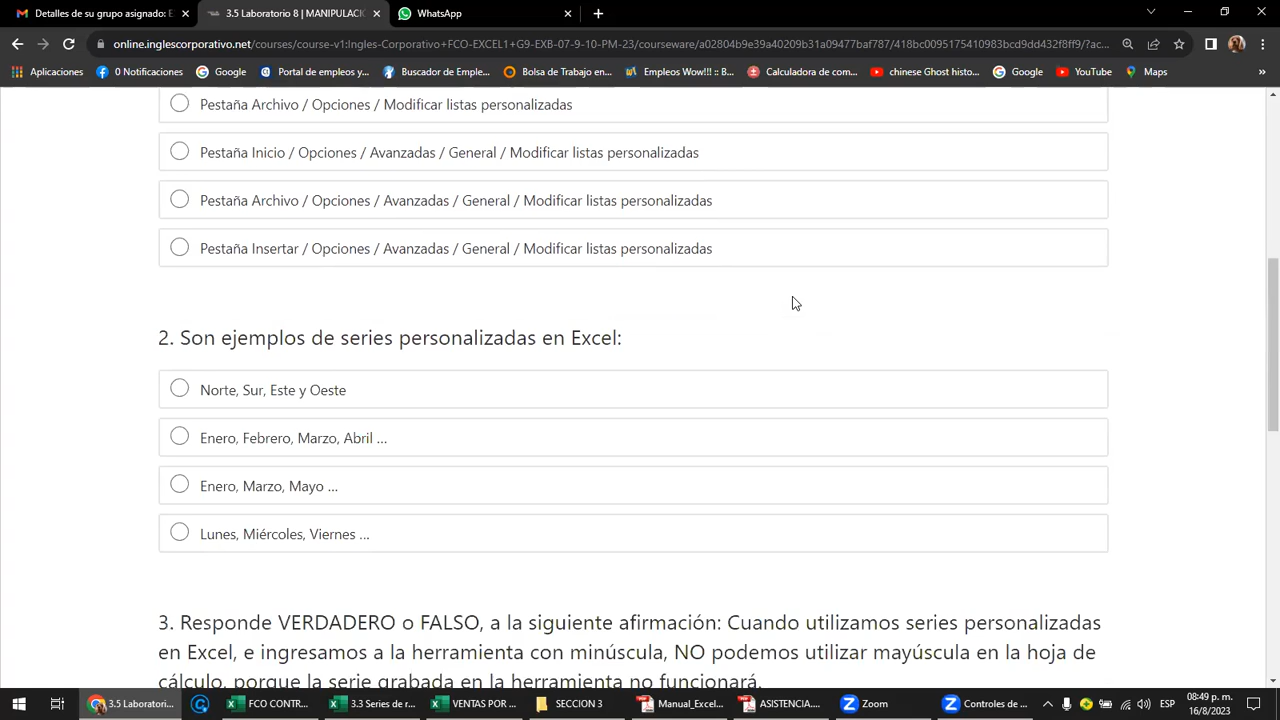 Detalles de su grupo asignado: E
3.5 Laboratorio 8 | MANIPULACI
WhatsApp
online.inglescorporativo.net/courses/course-v1:Ingles-Corporativo+FCO-EXCEL1+G9-EXB-07-9-10-PM-23/courseware/a02804b9e39a40209b31a09477baf787/418bc0095175410983bcd9dd432f8ff9/?ac...
Aplicaciones
0 Notificaciones
Google
Portal de empleos y...
Buscador de Emple...
Bolsa de Trabajo en...
Empleos Wow!!! :: B...
Calculadora de com...
chinese Ghost histo...
Google
YouTube
Maps
Pestaña Archivo / Opciones / Modificar listas personalizadas
Pestaña Inicio / Opciones / Avanzadas / General / Modificar listas personalizadas
Pestaña Archivo / Opciones / Avanzadas / General / Modificar listas personalizadas
Pestaña Insertar / Opciones / Avanzadas / General / Modificar listas personalizadas
2. Son ejemplos de series personalizadas en Excel:
Norte, Sur, Este y Oeste
Enero, Febrero, Marzo, Abril ...
Enero, Marzo, Mayo ...
Lunes, Miércoles, Viernes ...
3. Responde VERDADERO o FALSO, a la siguiente afirmación: Cuando utilizamos series personalizadas
en Excel, e ingresamos a la herramienta con minúscula, NO podemos utilizar mayúscula en la hoja de
cálculo, porque la serie grabada en la herramienta no funcionará.
3.5 Laboratori...
FCO CONTR...
3.3 Series de r...
VENTAS POR ...
SECCION 3
Manual_Exce...
ASISTENCIA....
Zoom
Controles de ...
ESP
08:49 p. m.
16/8/2023